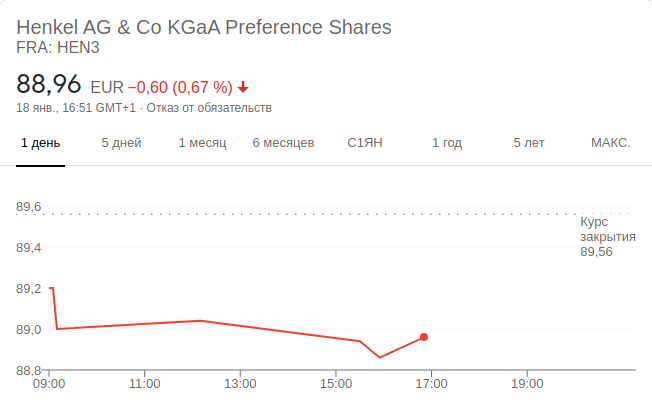 Henkel AG & Co KGaA Preference Shares
FRA: HEN3
88,96 EUR −0,60 (0,67 %)
18 янв., 16:51 GMT+1 · Отказ от обязательств
1 день 5 дней 1 месяц 6 месяцев С1ЯН 1 год 5 лет МАКС.
89,6
Курс
закрытия
89,56
89,4
89,2
89,0
88,8
09:00 11:00 13:00 15:00 17:00 19:00